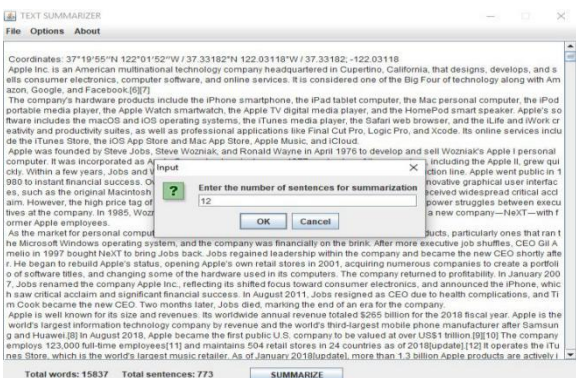 TEXT SUMMARIZER
File Options About
Coordinates: 37°19′55″N 122°01′52″W / 37.33182°N 122.03118°W / 37.33182; -122.03118
Apple Inc. is an American multinational technology company headquartered in Cupertino, California, that designs, develops, and s
ells consumer electronics, computer software, and online services. It is considered one of the Big Four of technology along with Am
azon, Google, and Facebook.[6][7]
The company's hardware products include the iPhone smartphone, the iPad tablet computer, the Mac personal computer, the iPod
portable media player, the Apple Watch smartwatch, the Apple TV digital media player, and the HomePod smart speaker. Apple's so
ftware includes the macOS and iOS operating systems, the iTunes media player, the Safari web browser, and the iLife and iWork cr
eativity and productivity suites, as well as professional applications like Final Cut Pro, Logic Pro, and Xcode. Its online services inclu
de the iTunes Store, the iOS App Store and Mac App Store, Apple Music, and iCloud.
Apple was founded by Steve Jobs, Steve Wozniak, and Ronald Wayne in April 1976 to develop and sell Wozniak's Apple I personal
computer. It was incorporated as including the Apple II, grew qui
ckly. Within a few years, Jobs and W ction line. Apple went public in 1
980 to instant financial success. Ov novative graphical user interfac
es, such as the original Macintosh eceived widespread critical accl
aim. However, the high price tag of power struggles between execu
tives at the company. In 1985, Wozn a new company—NeXT—with f
ormer Apple employees.
Input
Enter the number of sentences for summarization
12
OK Cancel
As the market for personal comput ducts, particularly ones that ran t
he Microsoft Windows operating system, and the company was financially on the brink. After more executive job shuffles, CEO Gil A
melio in 1997 bought NeXT to bring Jobs back. Jobs regained leadership within the company and became the new CEO shortly afte
r. He began to rebuild Apple's status, opening Apple's own retail stores in 2001, acquiring numerous companies to create a portfoli
o of software titles, and changing some of the hardware used in its computers. The company returned to profitability. In January 200
7, Jobs renamed the company Apple Inc., reflecting its shifted focus toward consumer electronics, and announced the iPhone, whic
h saw critical acclaim and significant financial success. In August 2011, Jobs resigned as CEO due to health complications, and Ti
m Cook became the new CEO. Two months later, Jobs died, marking the end of an era for the company.
Apple is well known for its size and revenues. Its worldwide annual revenue totaled $265 billion for the 2018 fiscal year. Apple is the
world's largest information technology company by revenue and the world's third-largest mobile phone manufacturer after Samsun
g and Huawei.[8] In August 2018, Apple became the first public U.S. company to be valued at over US$1 trillion.[9][10] The company
employs 123,000 full-time employees[11] and maintains 504 retail stores in 24 countries as of 2018[update].[12] It operates the iTu
nes Store, which is the world's largest music retailer. As of January 2018[update], more than 1.3 billion Apple products are actively i
Total words: 15837 Total sentences: 773 SUMMARIZE